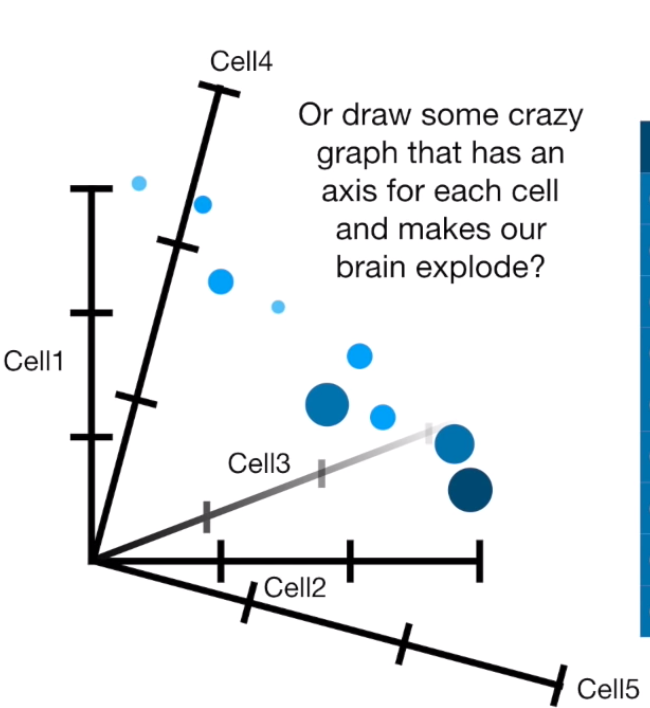 Cell4
Or draw some crazy
graph that has an
axis for each cell
and makes our
brain explode?
Cell1
Cell3
Cell2
Cell5